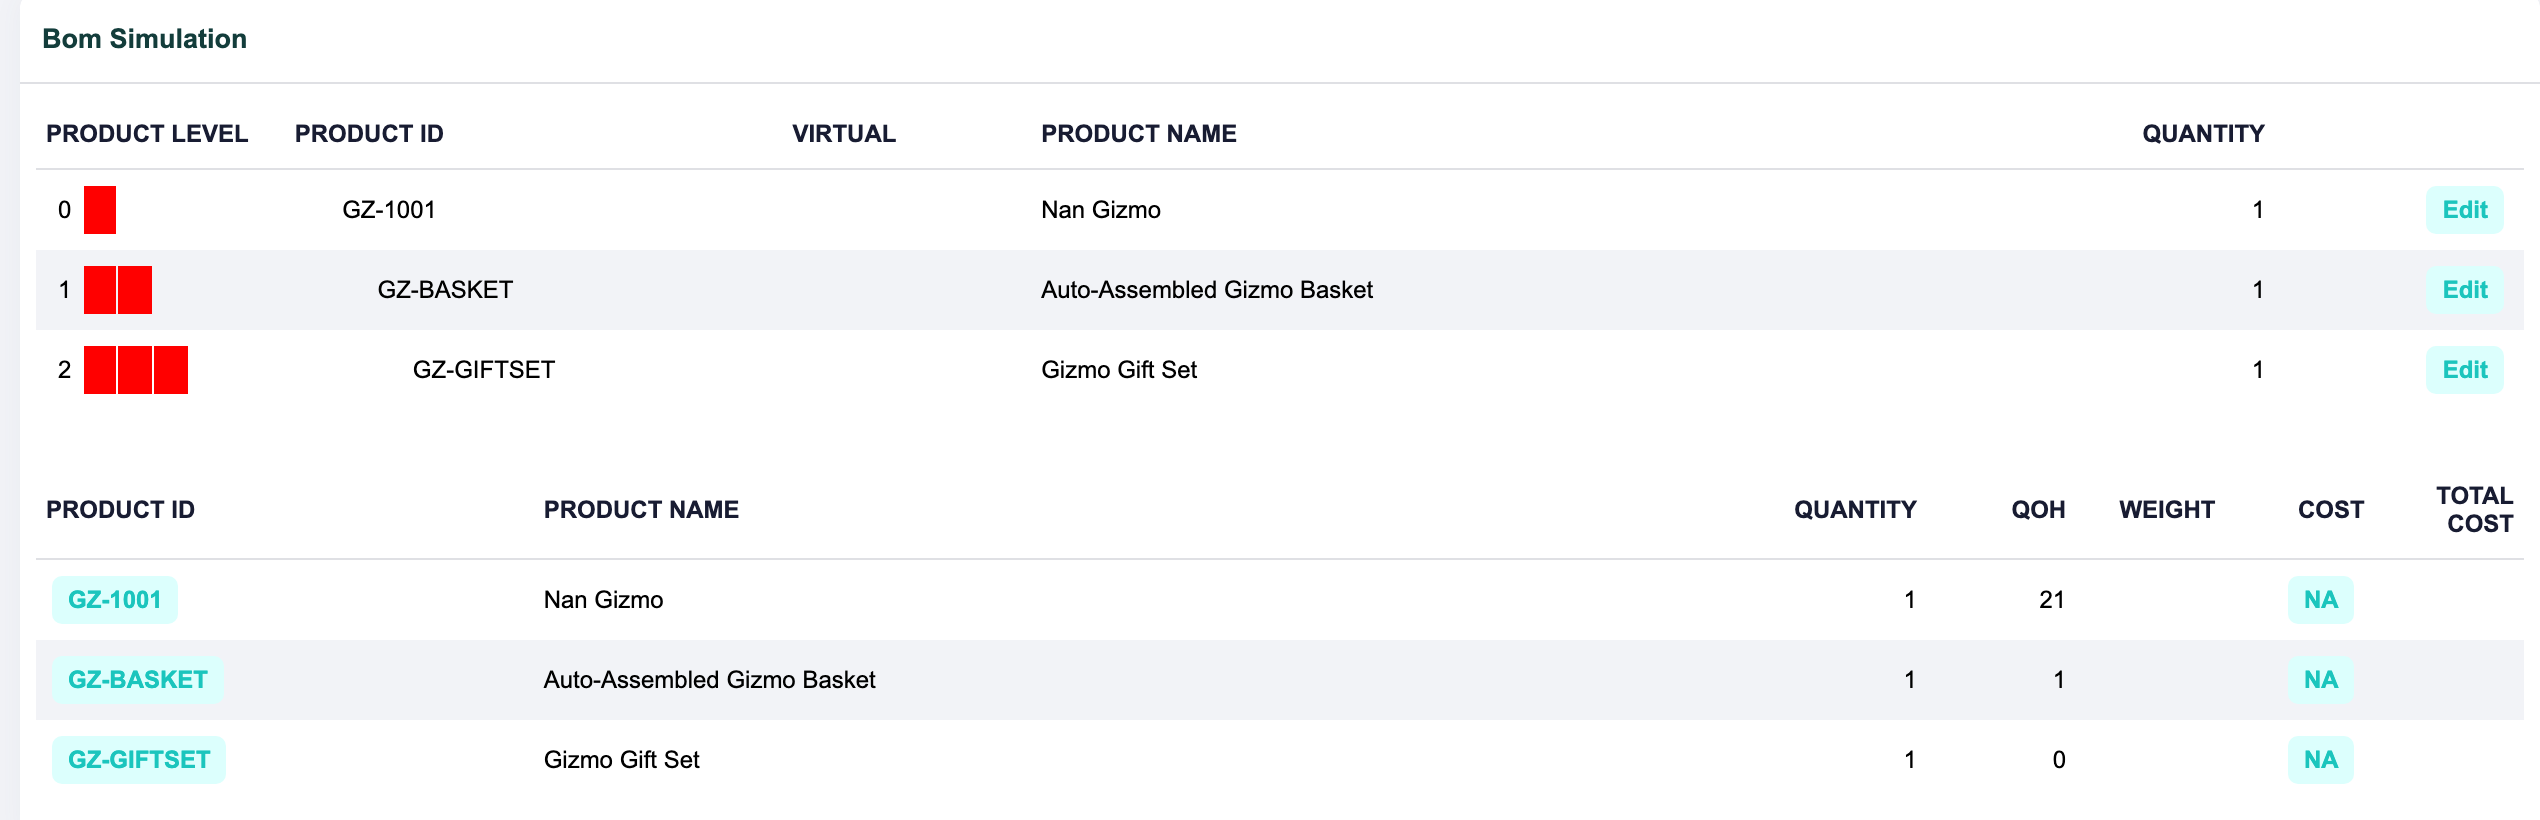 Bom Simulation
PRODUCT LEVEL PRODUCT ID VIRTUAL PRODUCT NAME QUANTITY
0 GZ-1001 Nan Gizmo 1 Edit
1 GZ-BASKET Auto-Assembled Gizmo Basket 1 Edit
2 GZ-GIFTSET Gizmo Gift Set 1 Edit
PRODUCT ID PRODUCT NAME QUANTITY QOH WEIGHT COST TOTAL COST
GZ-1001 Nan Gizmo 1 21 NA
GZ-BASKET Auto-Assembled Gizmo Basket 1 1 NA
GZ-GIFTSET Gizmo Gift Set 1 0 NA